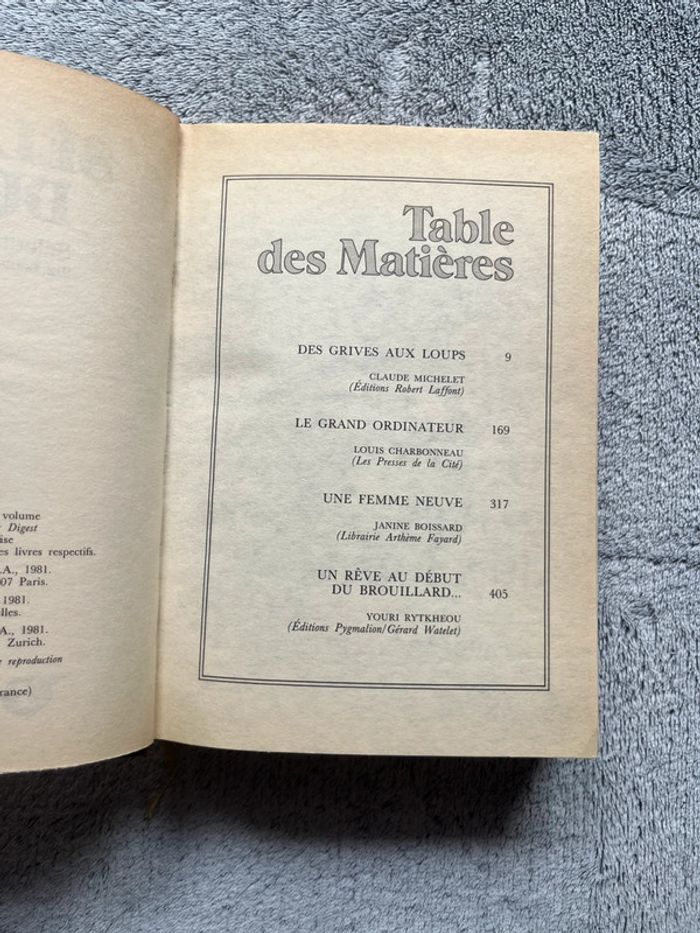 volume
Digest
ise
es livres respectifs.
.A., 1981.
07 Paris.
1981.
lles.
A., 1981.
Zurich.
e reproduction
rance)
Table
des Matières
DES GRIVES AUX LOUPS 9
CLAUDE MICHELET
(Éditions Robert Laffont)
LE GRAND ORDINATEUR 169
LOUIS CHARBONNEAU
(Les Presses de la Cité)
UNE FEMME NEUVE 317
JANINE BOISSARD
(Librairie Arthème Fayard)
UN RÊVE AU DÉBUT
DU BROUILLARD... 405
YOURI RYTKHEOU
(Éditions Pygmalion/Gérard Watelet)